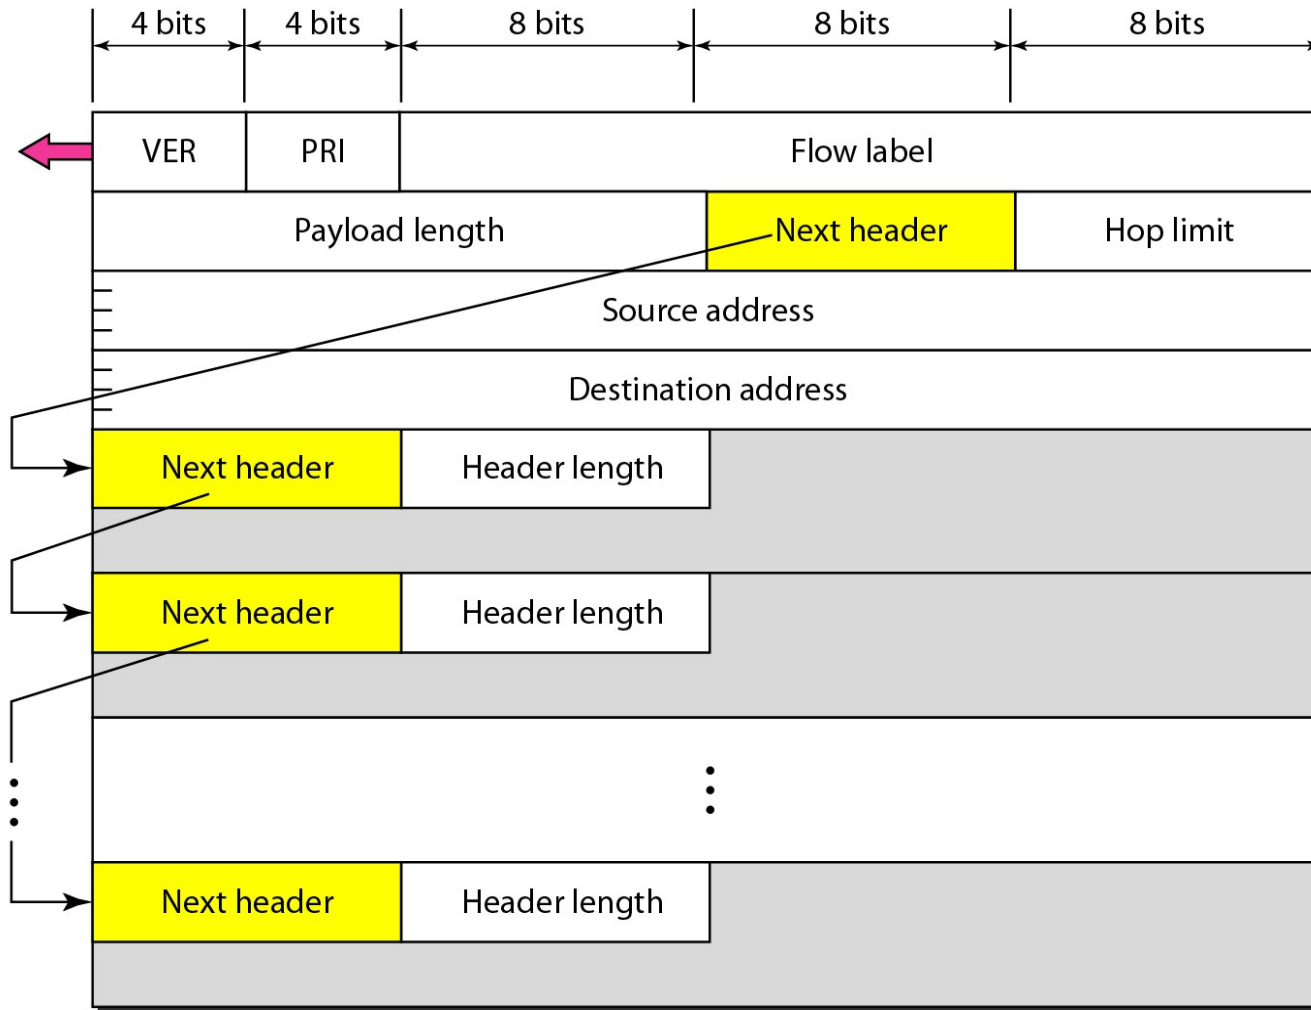 4 bits 4 bits 8 bits 8 bits 8 bits
VER PRI Flow label
Payload length Next header Hop limit
Source address
Destination address
Next header Header length
Next header Header length
Next header Header length